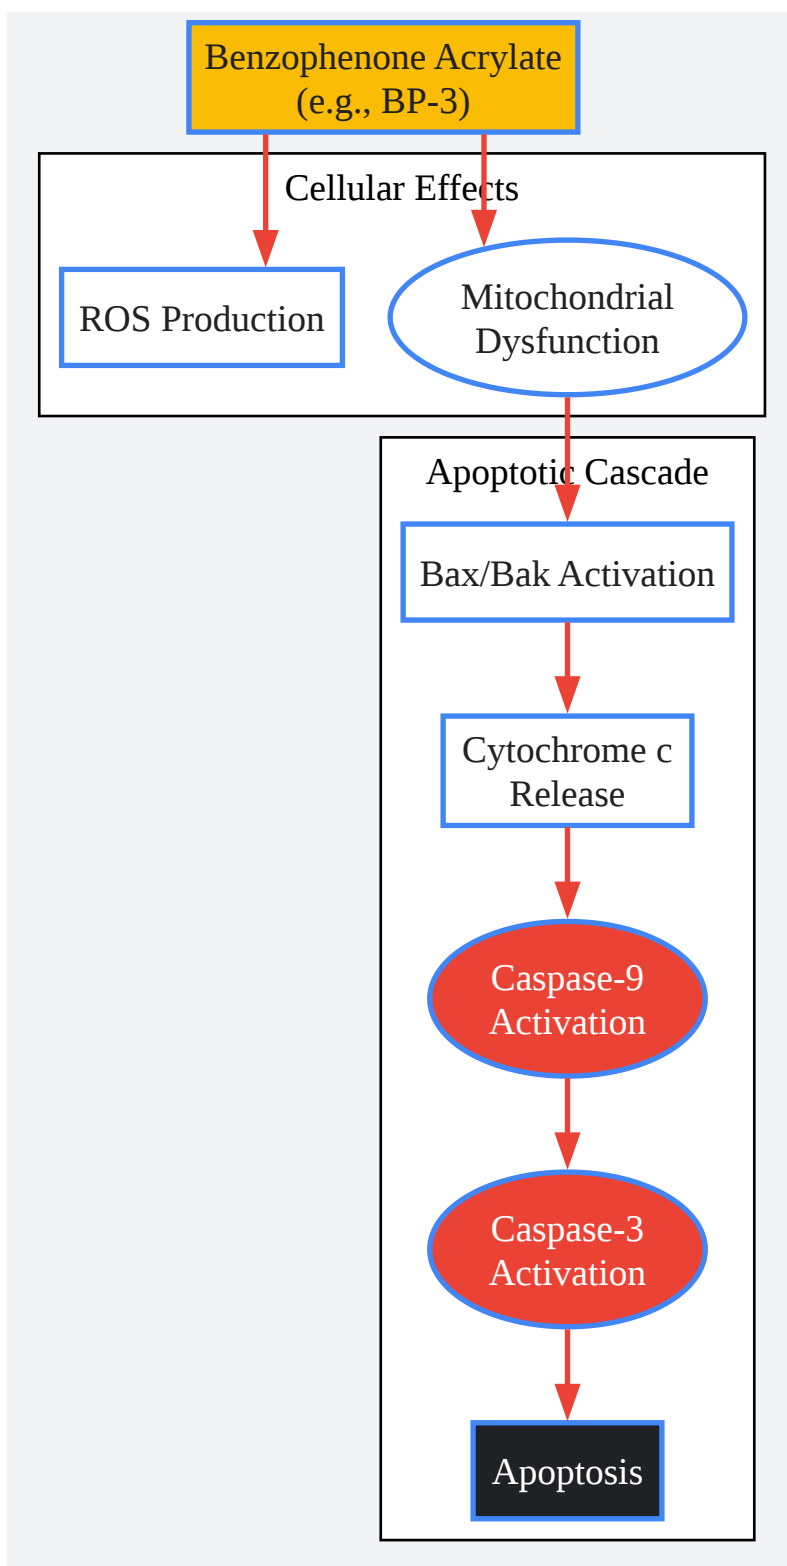 Benzophenone Acrylate
(e.g., BP-3)
Cellular Effects
ROS Production
Mitochondrial
Dysfunction
Apoptotic Cascade
Bax/Bak Activation
Cytochrome c
Release
Caspase-9
Activation
Caspase-3
Activation
Apoptosis